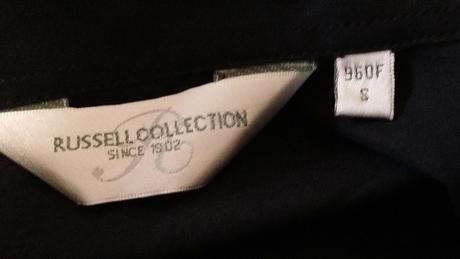 RUSSELL COLLECTION
SINCE 1902
R
960F
S